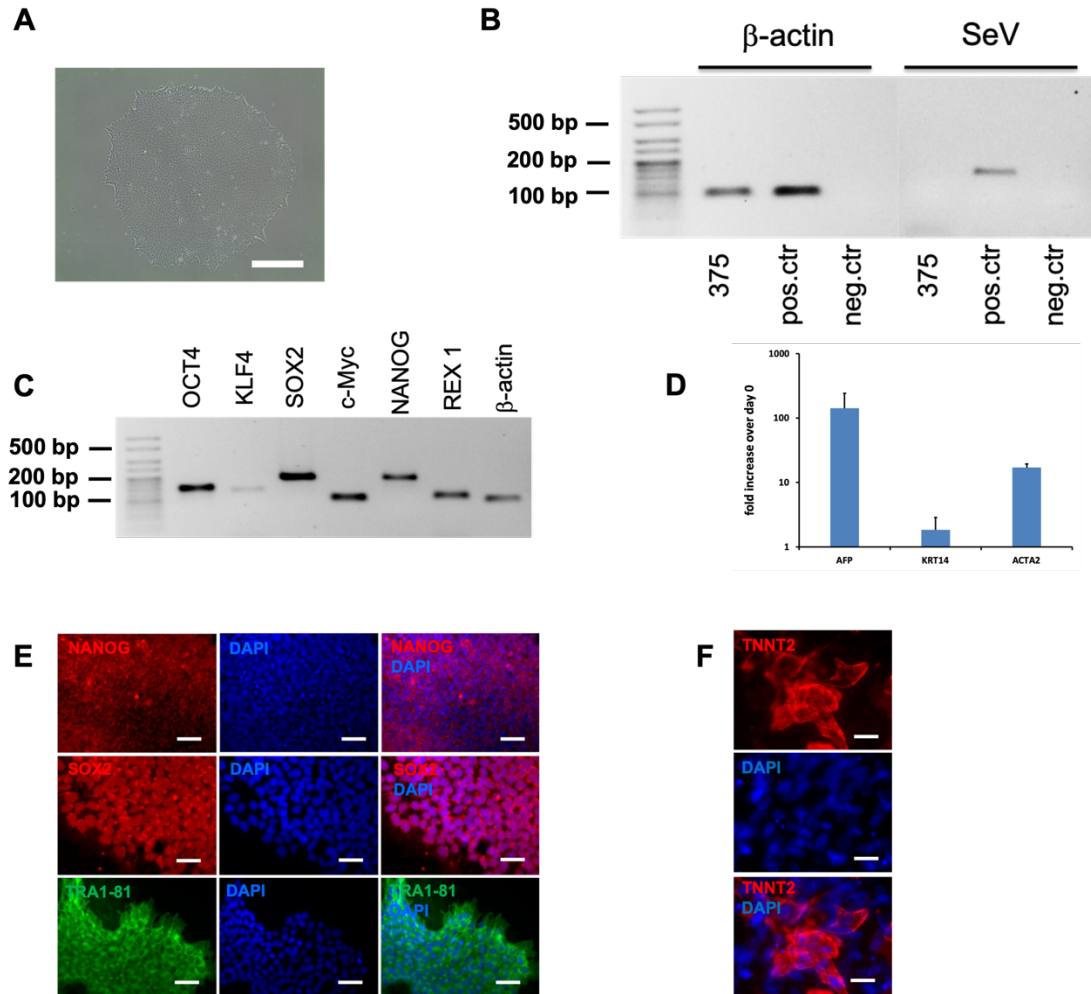 A
B
β-actin
SeV
500 bp
200 bp
100 bp
375
pos.ctr
neg.ctr
375
pos.ctr
neg.ctr
C
OCT4
KLF4
SOX2
c-Myc
NANOG
REX 1
β-actin
500 bp
200 bp
100 bp
D
fold increase over day 0
1000
100
10
1
AFP
KRT14
ACTA2
E
NANOG
DAPI
NANOG
DAPI
SOX2
DAPI
SOX2
DAPI
TRA1-81
DAPI
TRA1-81
DAPI
F
TNNT2
DAPI
TNNT2
DAPI